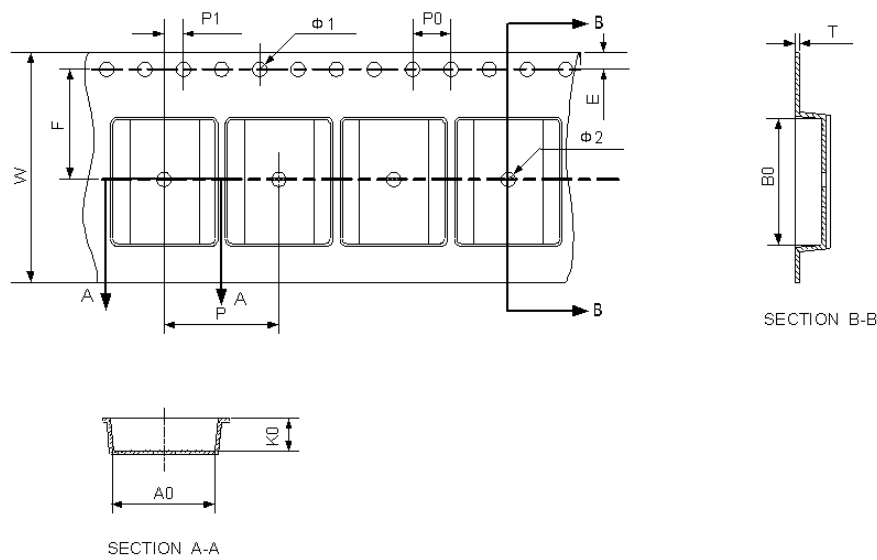 P1
Φ1
P0
B
T
F
E
W
Φ2
B0
A
A
P
B
SECTION B-B
K0
A0
SECTION A-A